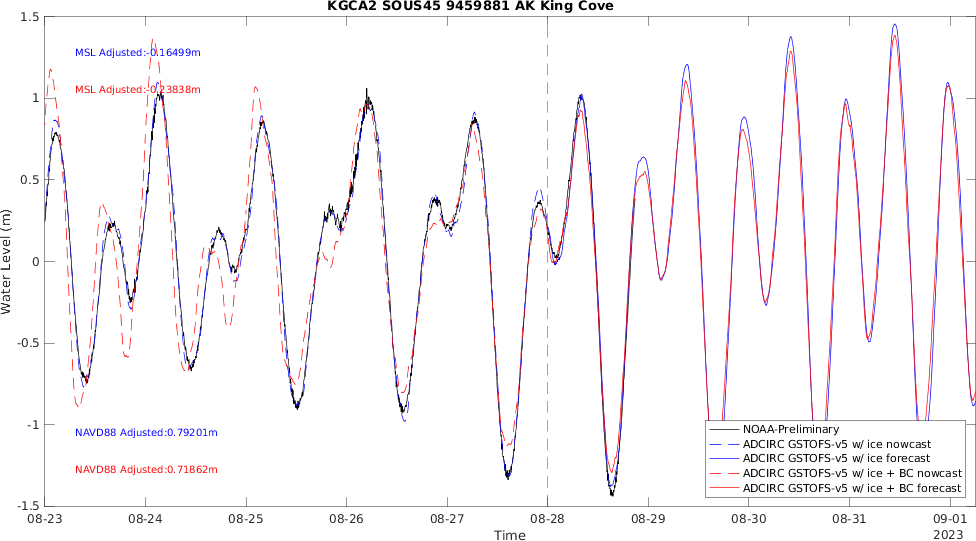 KGCA2 SOUS45 9459881 AK King Cove
MSL Adjusted:-0.16499m
MSL Adjusted:-0.23838m
NAVD88 Adjusted:0.79201m
NAVD88 Adjusted:0.71862m
Water Level (m)
1.5
1
0.5
0
-0.5
-1
-1.5
NOAA-Preliminary
ADCIRC GSTOFS-v5 w/ ice nowcast
ADCIRC GSTOFS-v5 w/ ice forecast
ADCIRC GSTOFS-v5 w/ ice + BC nowcast
ADCIRC GSTOFS-v5 w/ ice + BC forecast
08-23 08-24 08-25 08-26 08-27 08-28 08-29 08-30 08-31 09-01
Time
2023